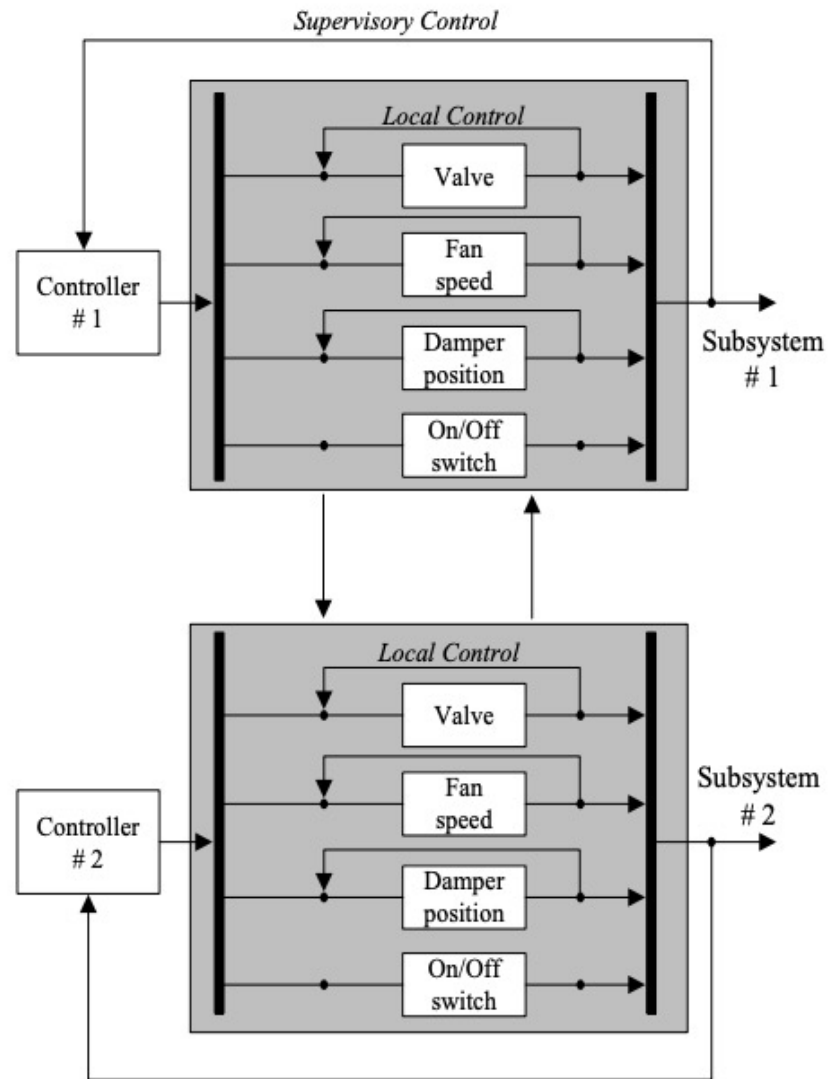 Supervisory Control
Local Control
Valve
Fan
speed
Controller
# 1
Damper
position
Subsystem
# 1
On/Off
switch
Local Control
Valve
Subsystem
# 2
Fan
speed
Controller
# 2
Damper
position
On/Off
switch